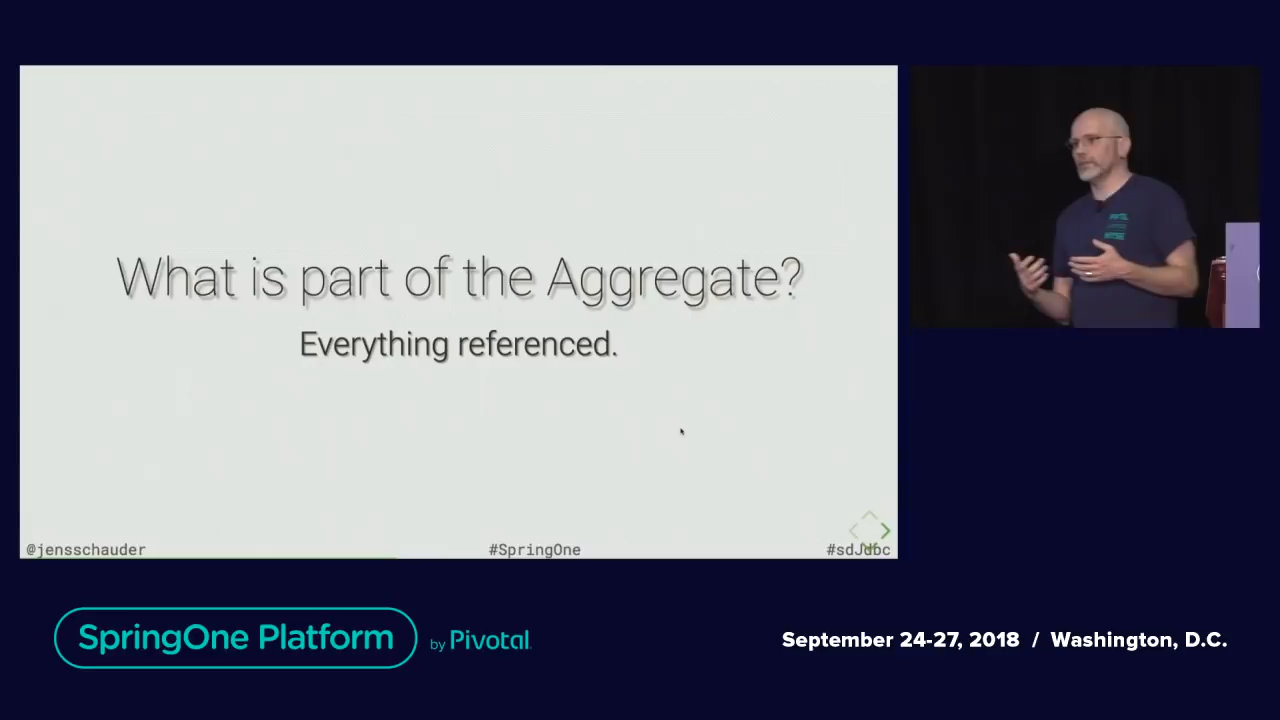 What is part of the Aggregate?
Everything referenced.
@jensschauder
#SpringOne
#sdJdbc
SpringOne Platform
by Pivotal
September 24-27, 2018 / Washington, D.C.